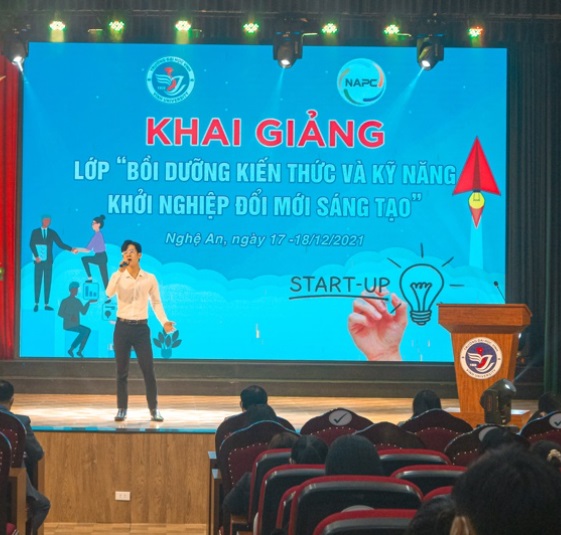 NAPC
KHAI GIẢNG
LỚP “BỒI DƯỠNG KIẾN THỨC VÀ KỸ NĂNG
KHỞI NGHIỆP ĐỔI MỚI SÁNG TẠO”
Nghệ An, ngày 17 -18/12/2021
START-UP